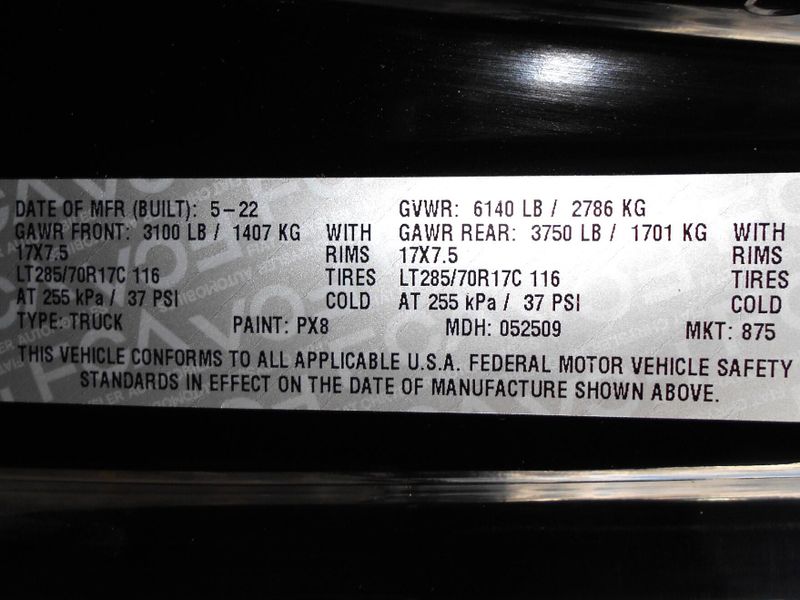 DATE OF MFR (BUILT): 5-22 GVWR: 6140 LB / 2786 KG
GAWR FRONT: 3100 LB / 1407 KG WITH GAWR REAR: 3750 LB / 1701 KG WITH
17X7.5 RIMS 17X7.5 RIMS
LT285/70R17C 116 TIRES LT285/70R17C 116 TIRES
AT 255 kPa / 37 PSI COLD AT 255 kPa / 37 PSI COLD
TYPE: TRUCK PAINT: PX8 MDH: 052509 MKT: 875
THIS VEHICLE CONFORMS TO ALL APPLICABLE U.S.A. FEDERAL MOTOR VEHICLE SAFETY
STANDARDS IN EFFECT ON THE DATE OF MANUFACTURE SHOWN ABOVE.